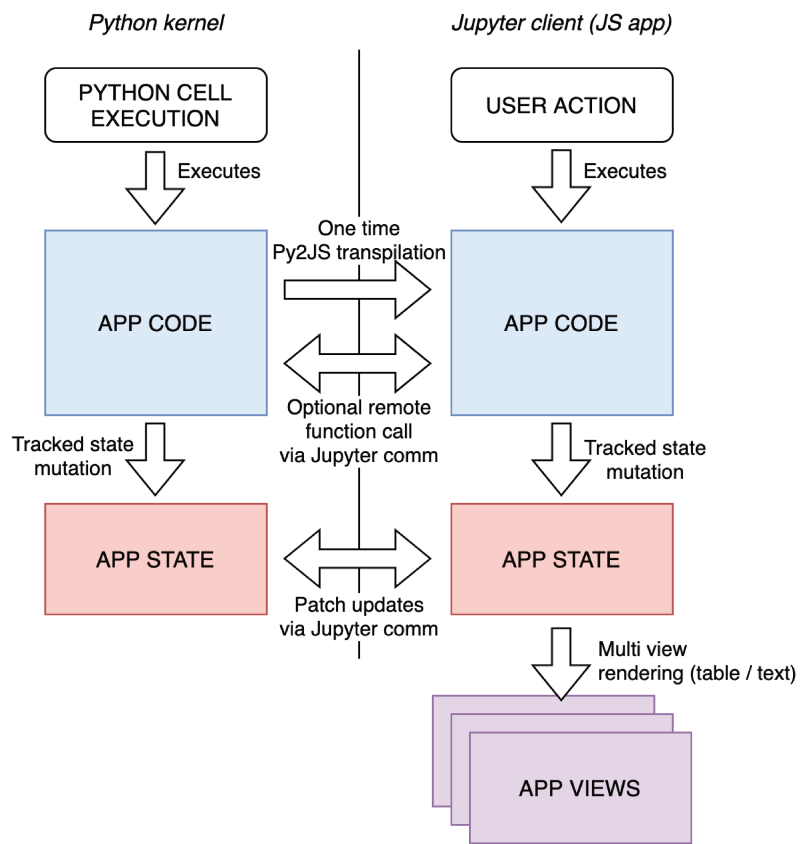 Python kernel
Jupyter client (JS app)
PYTHON CELL
EXECUTION
USER ACTION
Executes
Executes
One time
Py2JS transpilation
APP CODE
APP CODE
Optional remote
function call
via Jupyter comm
Tracked state
mutation
Tracked state
mutation
APP STATE
APP STATE
Patch updates
via Jupyter comm
Multi view
rendering (table / text)
APP VIEWS